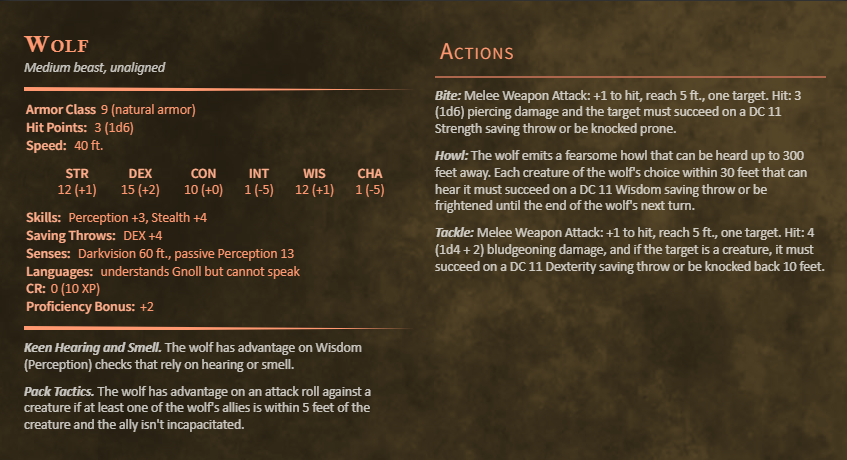 Wolf
Medium beast, unaligned
Armor Class 9 (natural armor)
Hit Points: 3 (1d6)
Speed: 40 ft.
STR DEX CON INT WIS CHA
12 (+1) 15 (+2) 10 (+0) 1 (-5) 12 (+1) 1 (-5)
Skills: Perception +3, Stealth +4
Saving Throws: DEX +4
Senses: Darkvision 60 ft., passive Perception 13
Languages: understands Gnoll but cannot speak
CR: 0 (10 XP)
Proficiency Bonus: +2
Keen Hearing and Smell. The wolf has advantage on Wisdom
(Perception) checks that rely on hearing or smell.
Pack Tactics. The wolf has advantage on an attack roll against a
creature if at least one of the wolf's allies is within 5 feet of the
creature and the ally isn't incapacitated.
Actions
Bite: Melee Weapon Attack: +1 to hit, reach 5 ft., one target. Hit: 3
(1d6) piercing damage and the target must succeed on a DC 11
Strength saving throw or be knocked prone.
Howl: The wolf emits a fearsome howl that can be heard up to 300
feet away. Each creature of the wolf's choice within 30 feet that can
hear it must succeed on a DC 11 Wisdom saving throw or be
frightened until the end of the wolf's next turn.
Tackle: Melee Weapon Attack: +1 to hit, reach 5 ft., one target. Hit: 4
(1d4 + 2) bludgeoning damage, and if the target is a creature, it must
succeed on a DC 11 Dexterity saving throw or be knocked back 10 feet.